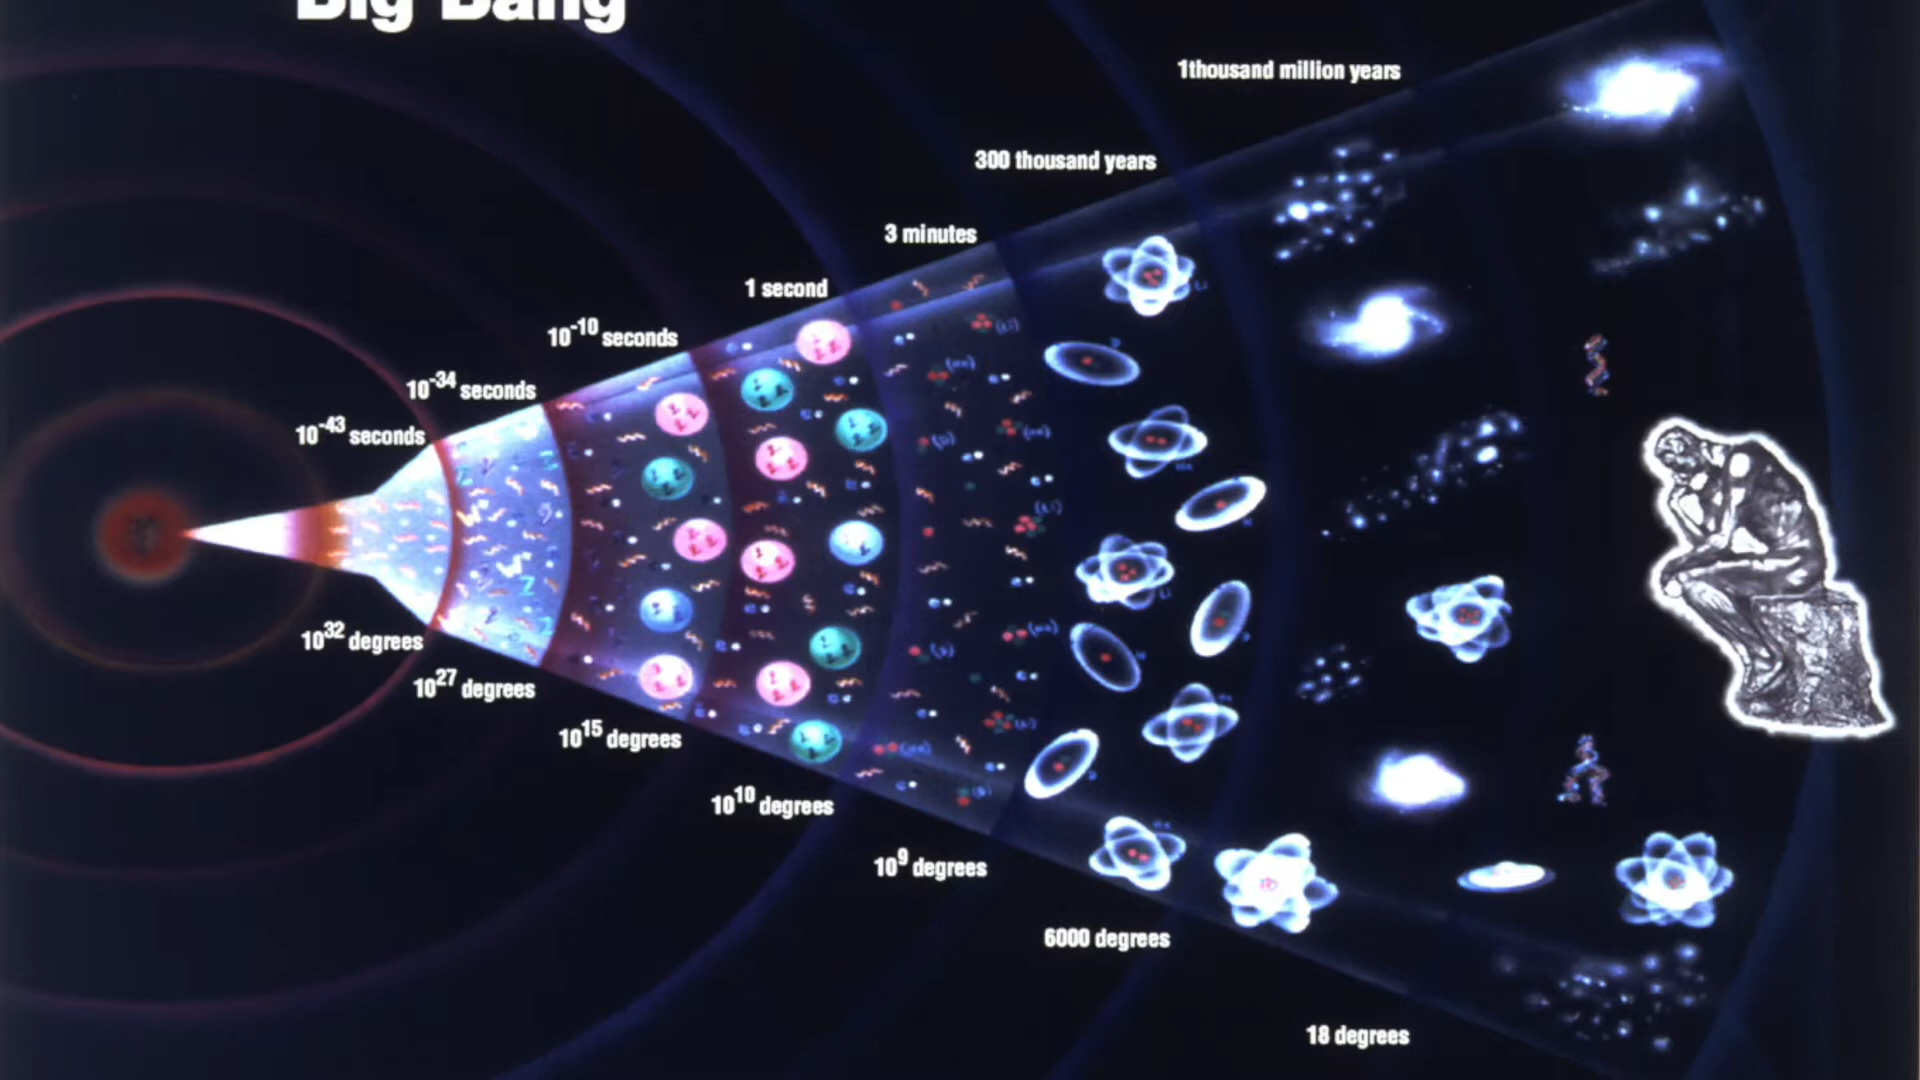 Big Bang
1thousand million years
300 thousand years
3 minutes
1 second
10⁻¹⁰ seconds
10⁻³⁴ seconds
10⁻⁴³ seconds
10³² degrees
10²⁷ degrees
10¹⁵ degrees
10¹⁰ degrees
10⁹ degrees
6000 degrees
18 degrees